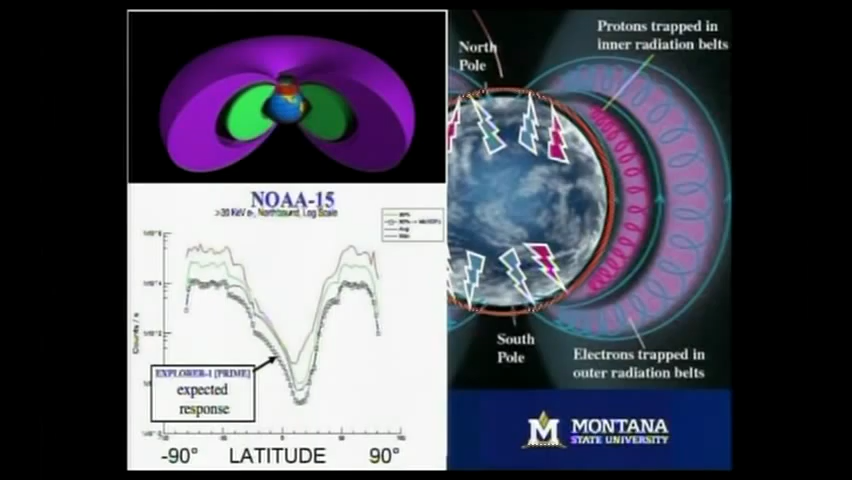 NOAA-15
>30 KeV e-, Northbound, Log Scale
Counts / s
EXPLORER-1 [PRIME]
expected
response
-90° LATITUDE 90°
North
Pole
Protons trapped in
inner radiation belts
South
Pole
Electrons trapped in
outer radiation belts
M MONTANA
STATE UNIVERSITY